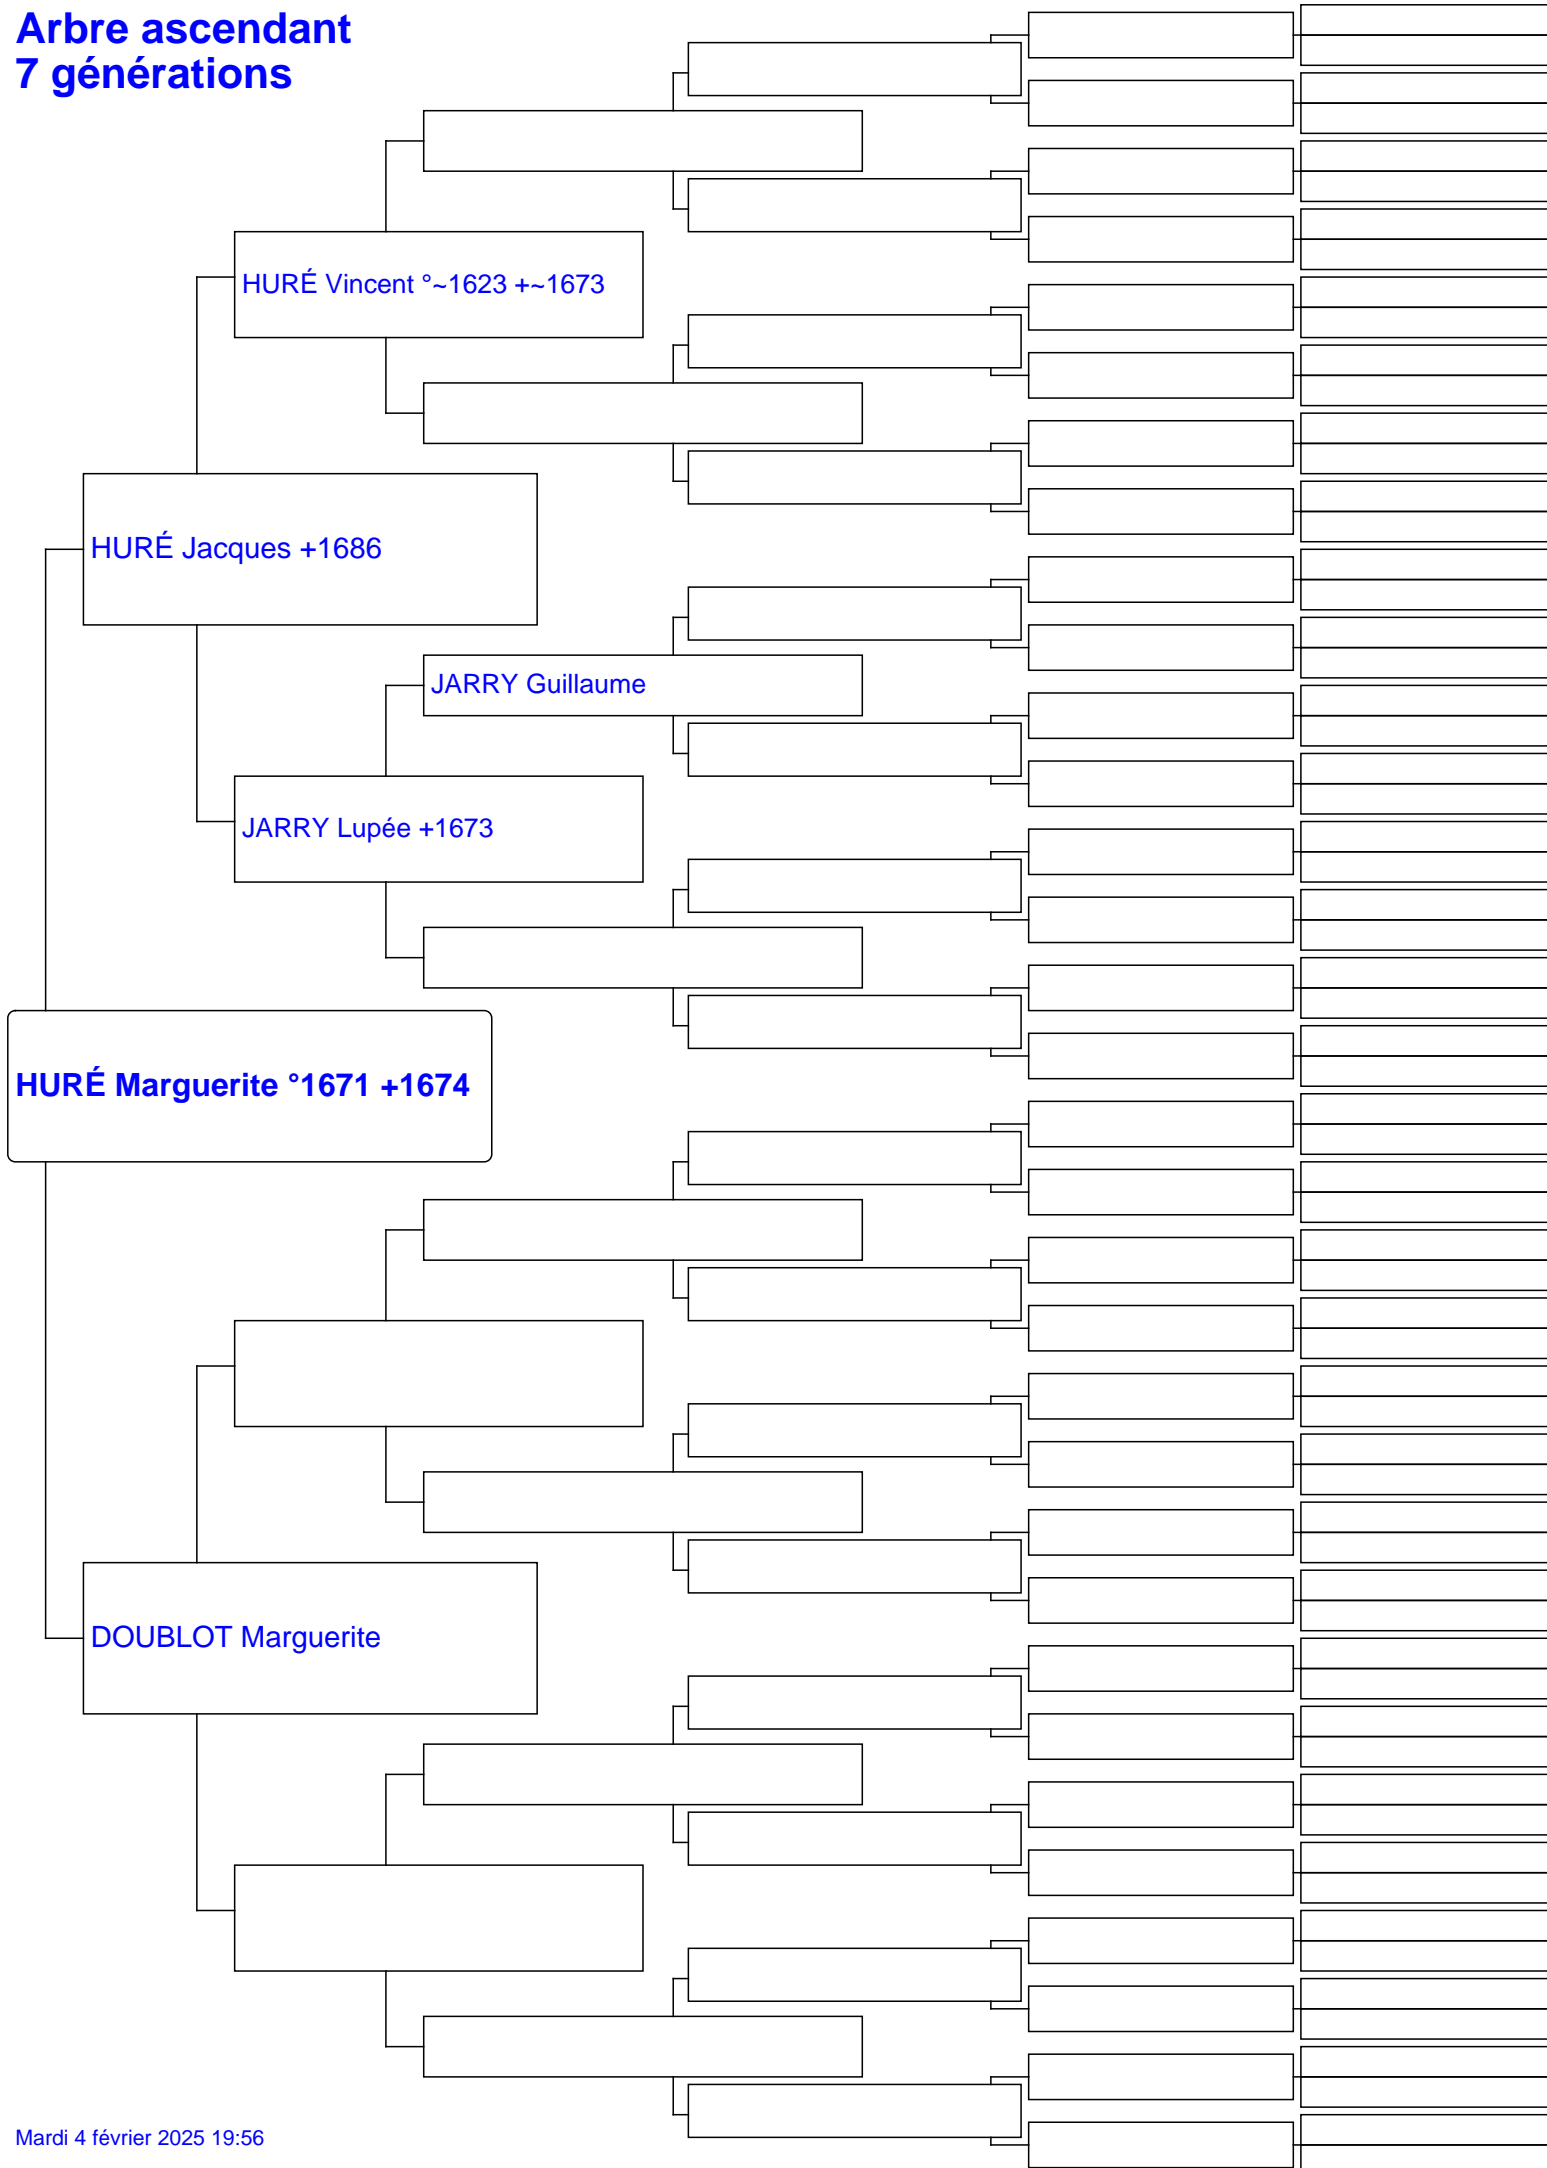 Arbre ascendant
7 générations
HURÉ Vincent °~1623 +~1673
HURÉ Jacques +1686
JARRY Guillaume
JARRY Lupée +1673
HURÉ Marguerite °1671 +1674
DOUBLOT Marguerite
Mardi 4 février 2025 19:56